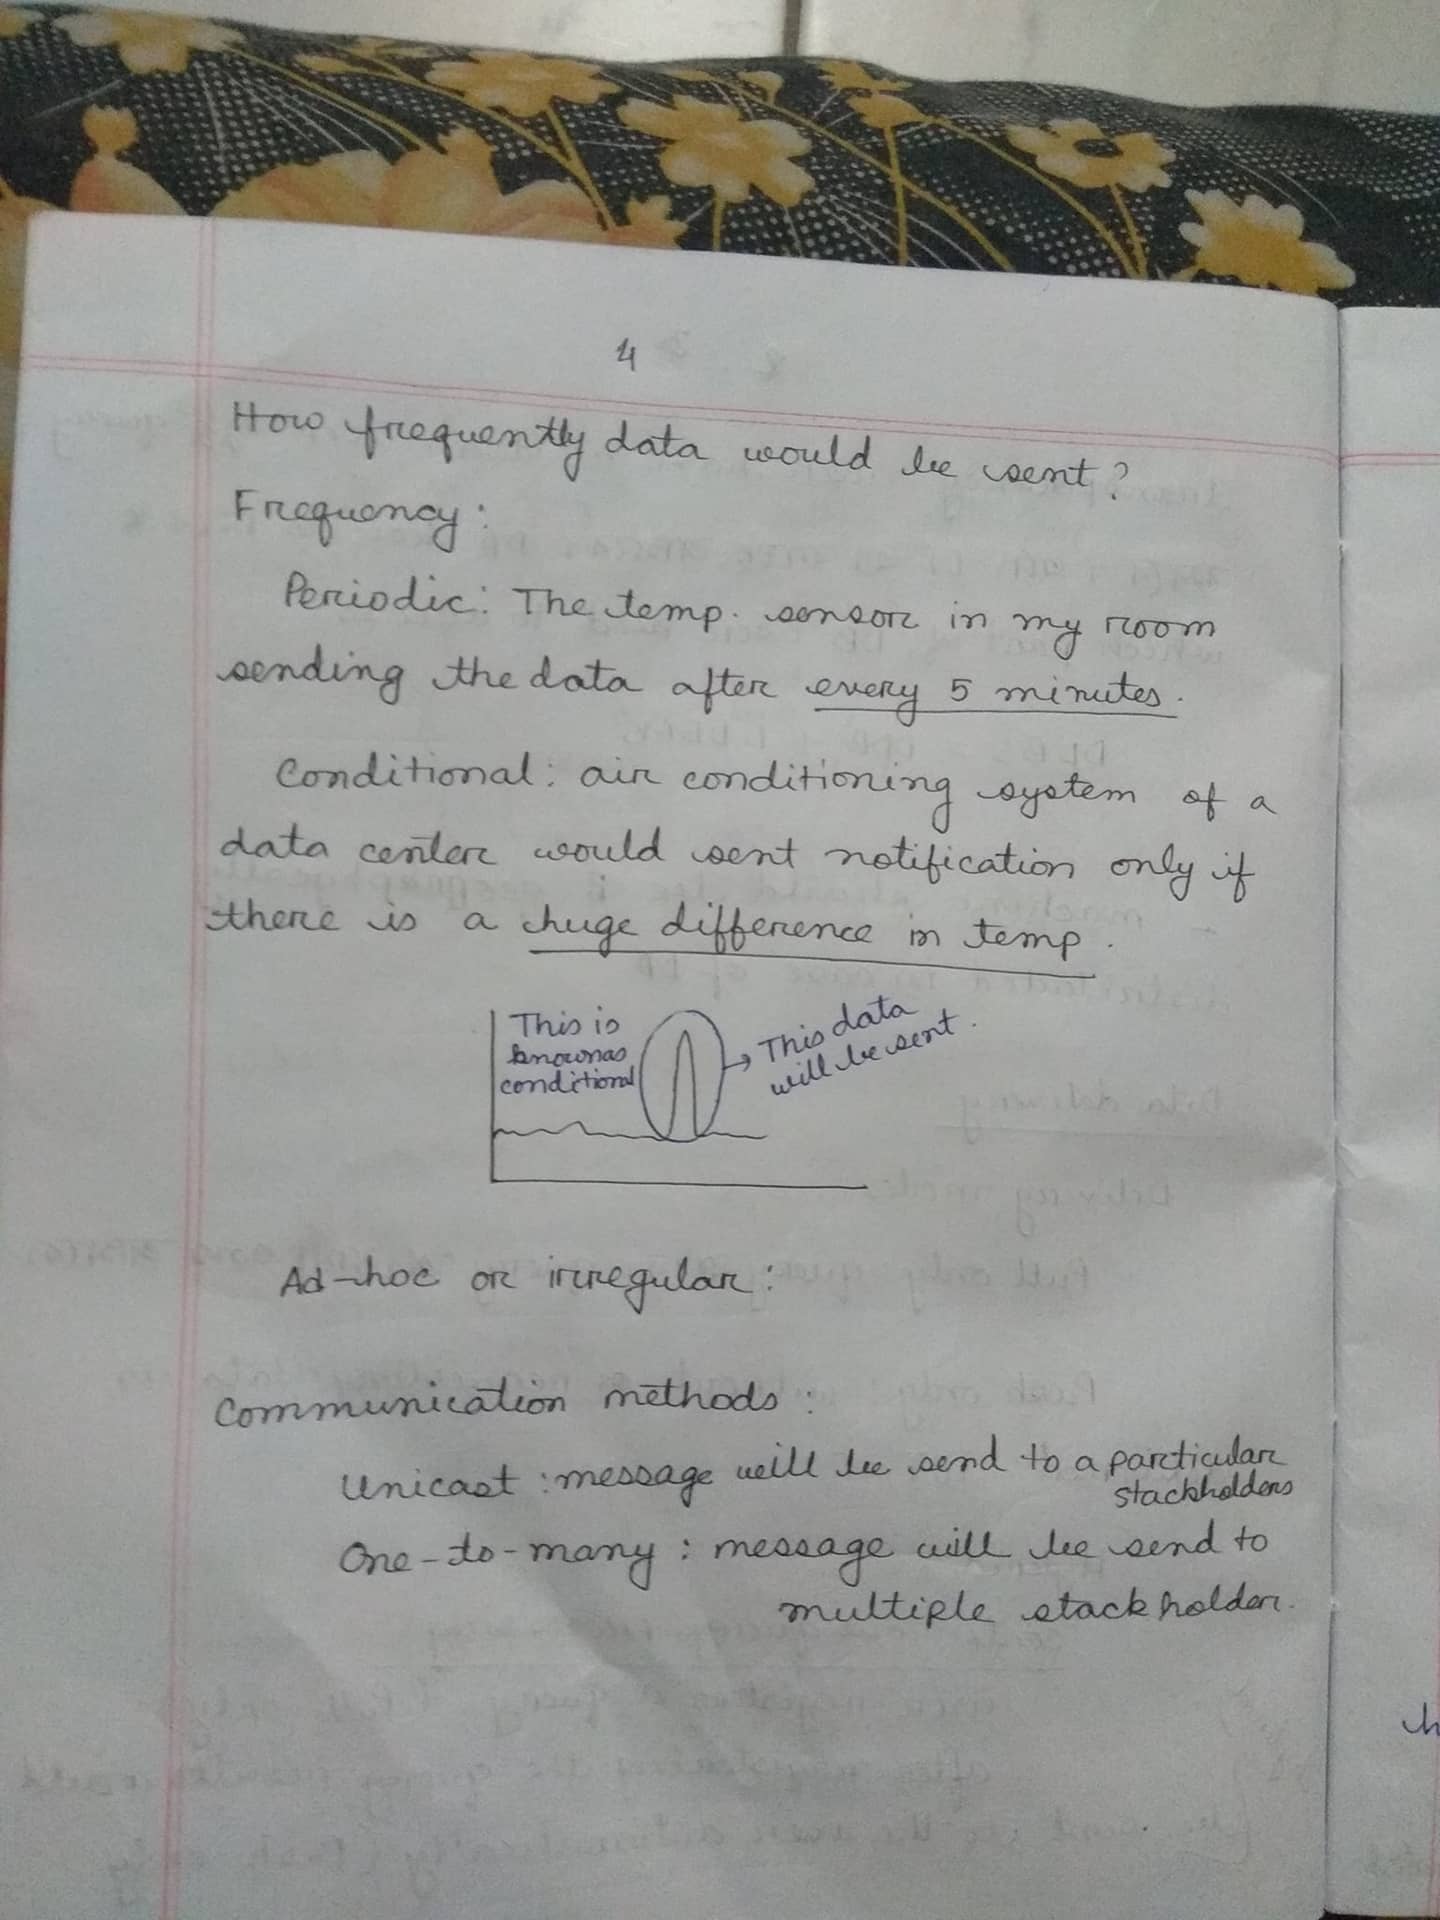 4
How frequently data would be sent?
Frequency:
Periodic: The temp. sensor in my room
sending the data after every 5 minutes.
Conditional: air conditioning system of a
data center would sent notification only if
there is a huge difference in temp.
This is
knownas
conditional
→ This data
will be sent.
Ad-hoc or irregular:
Communication methods:
Unicast: message will be send to a particular
stackholders
One-to-many: message will be send to
multiple stackholder.